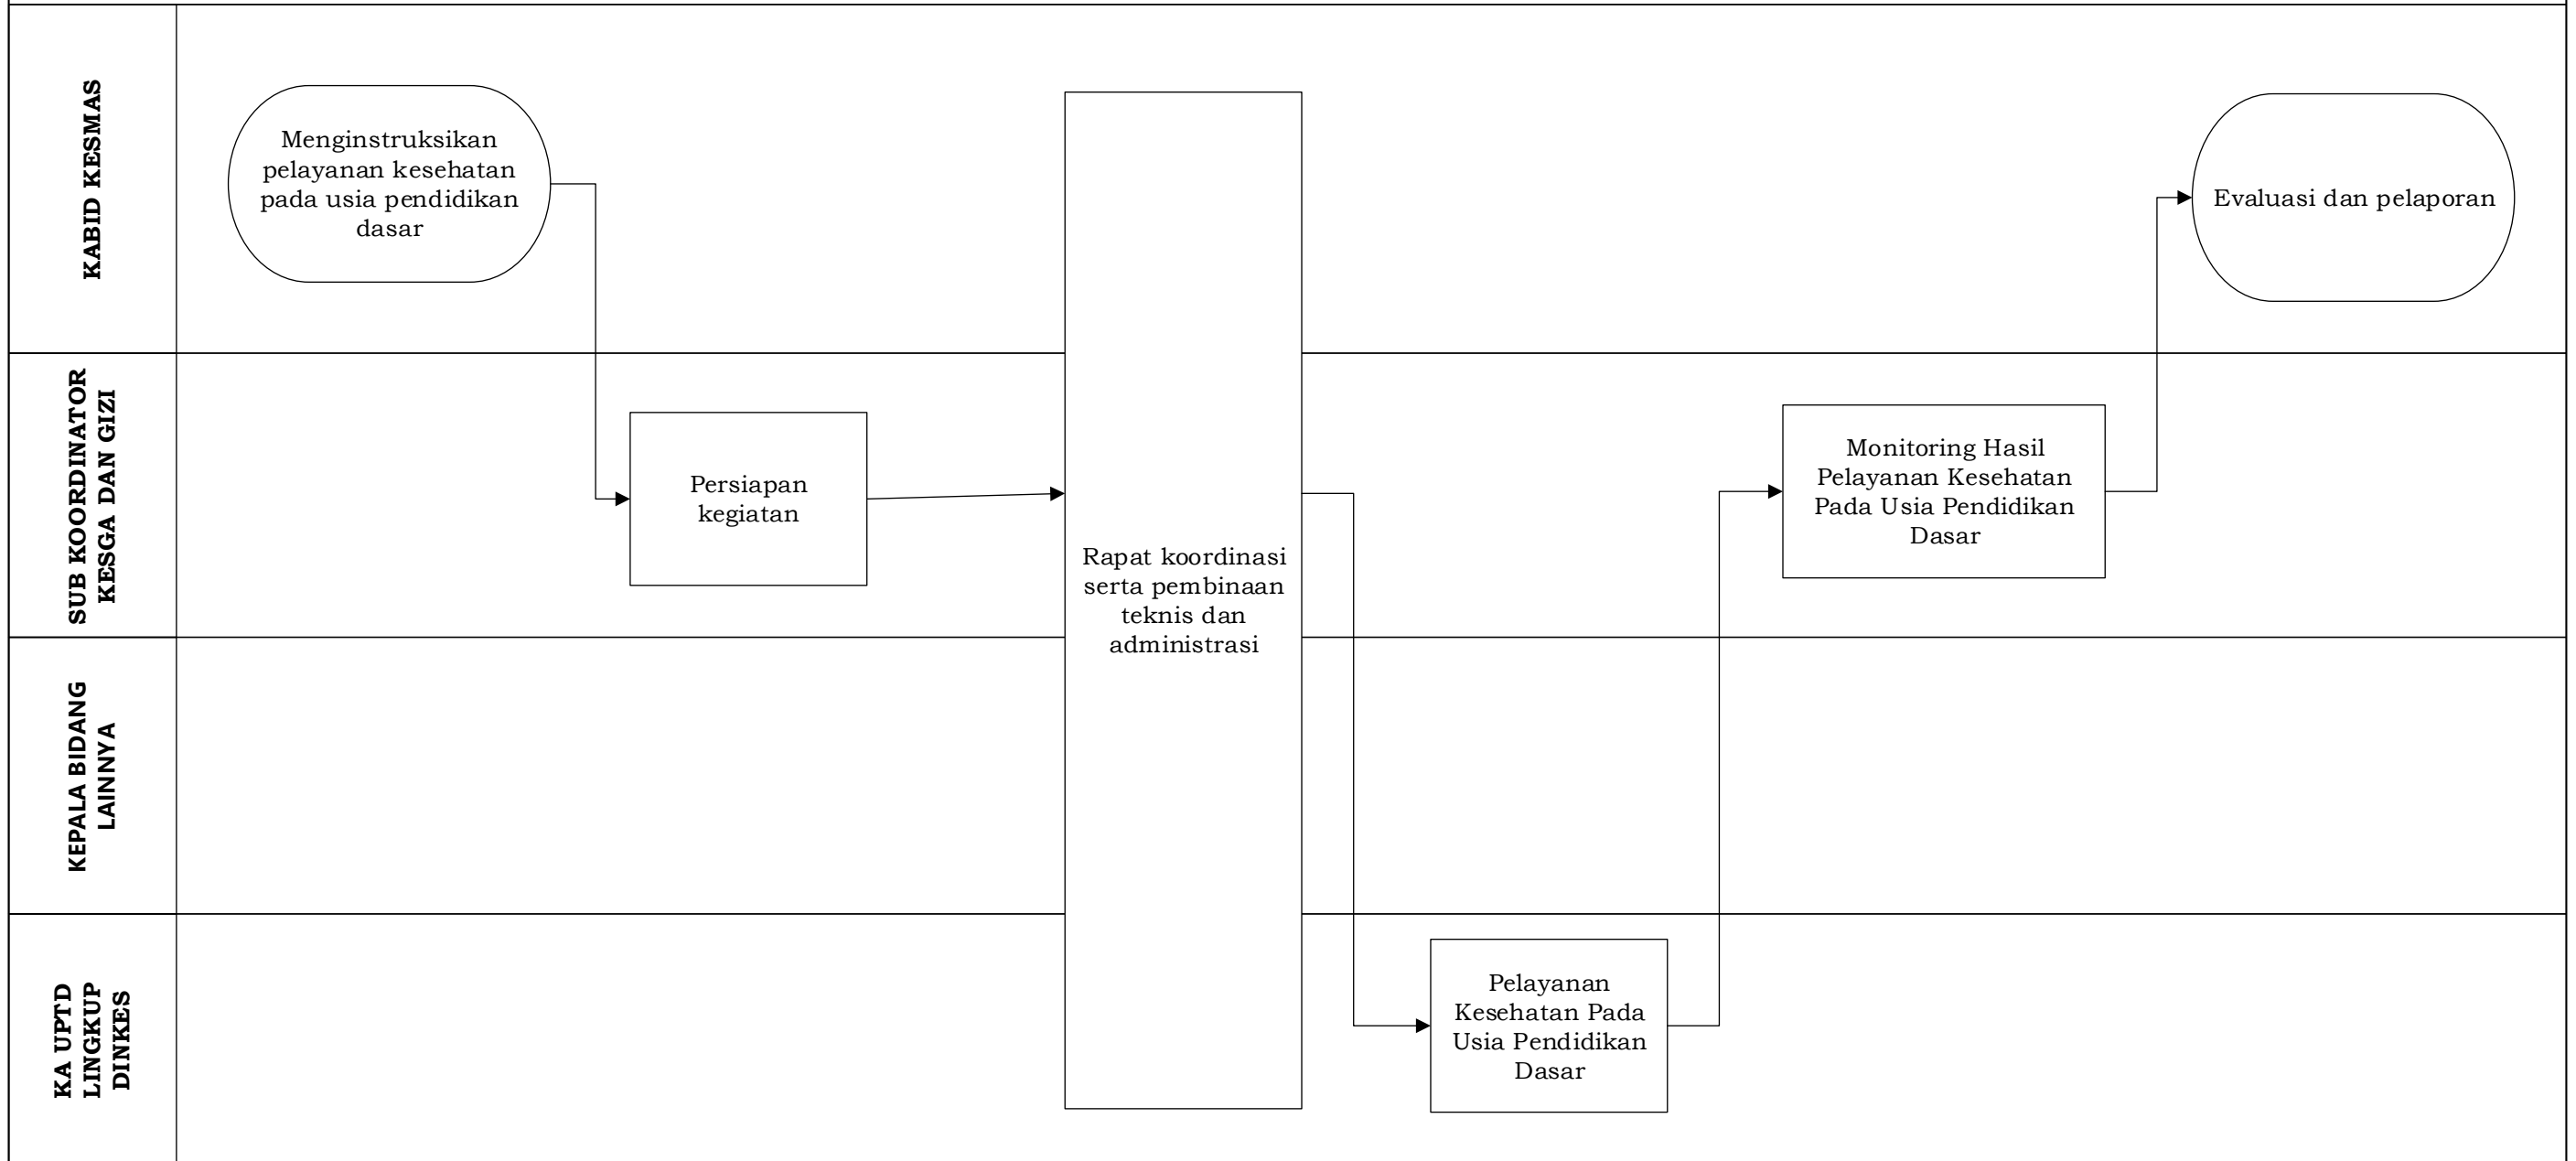 KABID KESMAS
Menginstruksikan
pelayanan kesehatan
pada usia pendidikan
dasar
Evaluasi dan pelaporan
SUB KOORDINATOR
KESGA DAN GIZI
Persiapan
kegiatan
Rapat koordinasi
serta pembinaan
teknis dan
administrasi
Monitoring Hasil
Pelayanan Kesehatan
Pada Usia Pendidikan
Dasar
KEPALA BIDANG
LAINNYA
KA UPTD
LINGKUP
DINKES
Pelayanan
Kesehatan Pada
Usia Pendidikan
Dasar